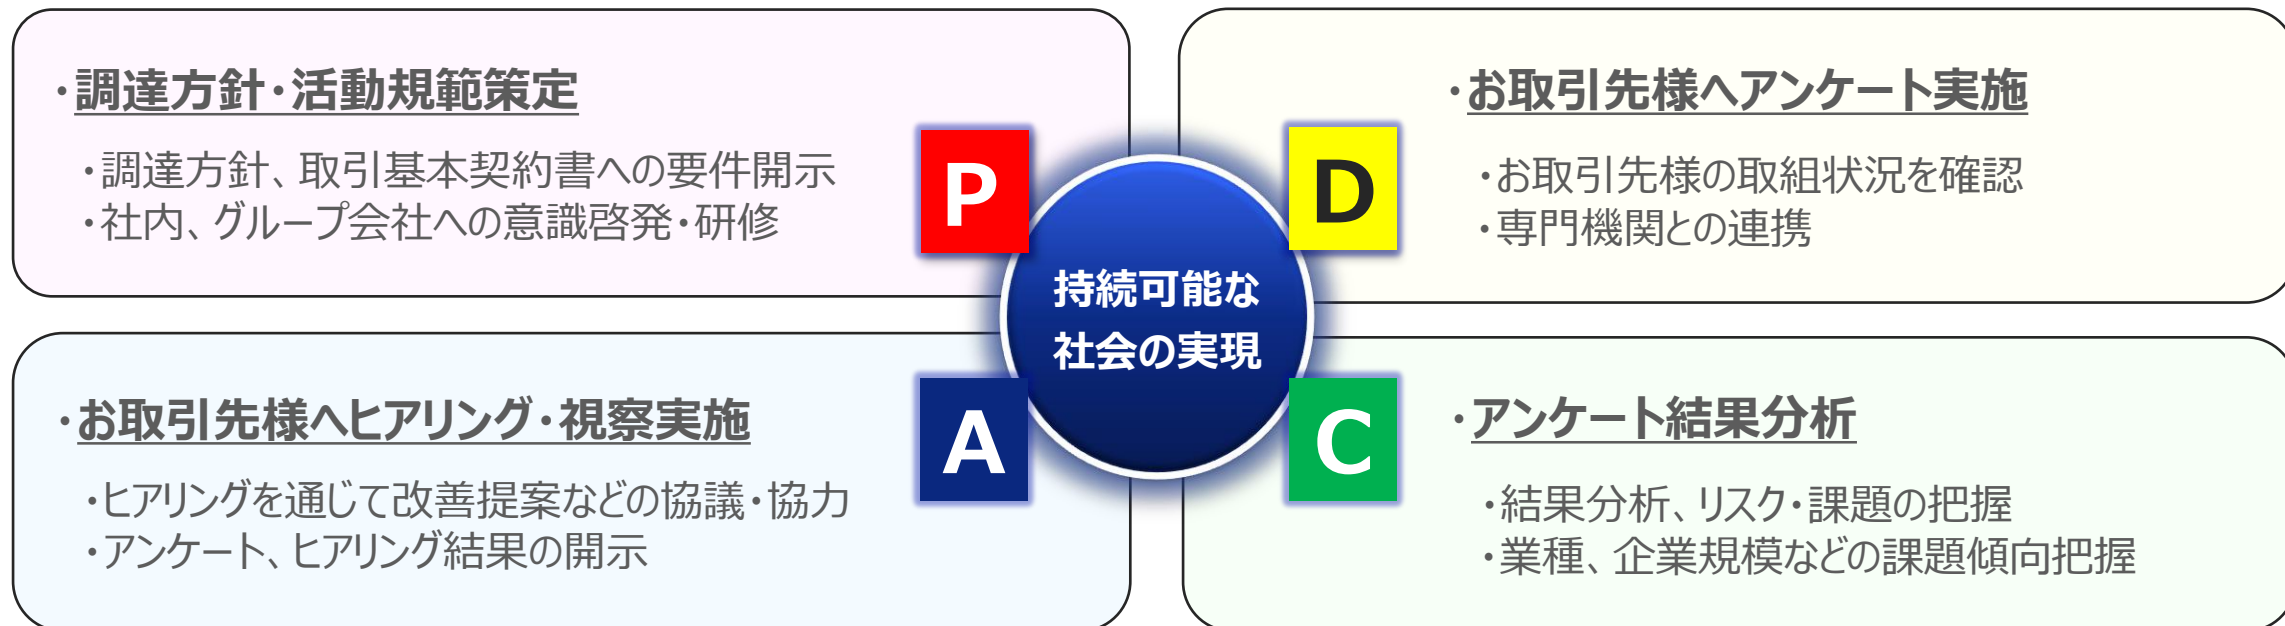 ・調達方針・活動規範策定
・調達方針、取引基本契約書への要件開示
・社内、グループ会社への意識啓発・研修
P
・お取引先様へアンケート実施
・お取引先様の取組状況を確認
・専門機関との連携
D
持続可能な
社会の実現
・お取引先様へヒアリング・視察実施
・ヒアリングを通じて改善提案などの協議・協力
・アンケート、ヒアリング結果の開示
A
C
・アンケート結果分析
・結果分析、リスク・課題の把握
・業種、企業規模などの課題傾向把握